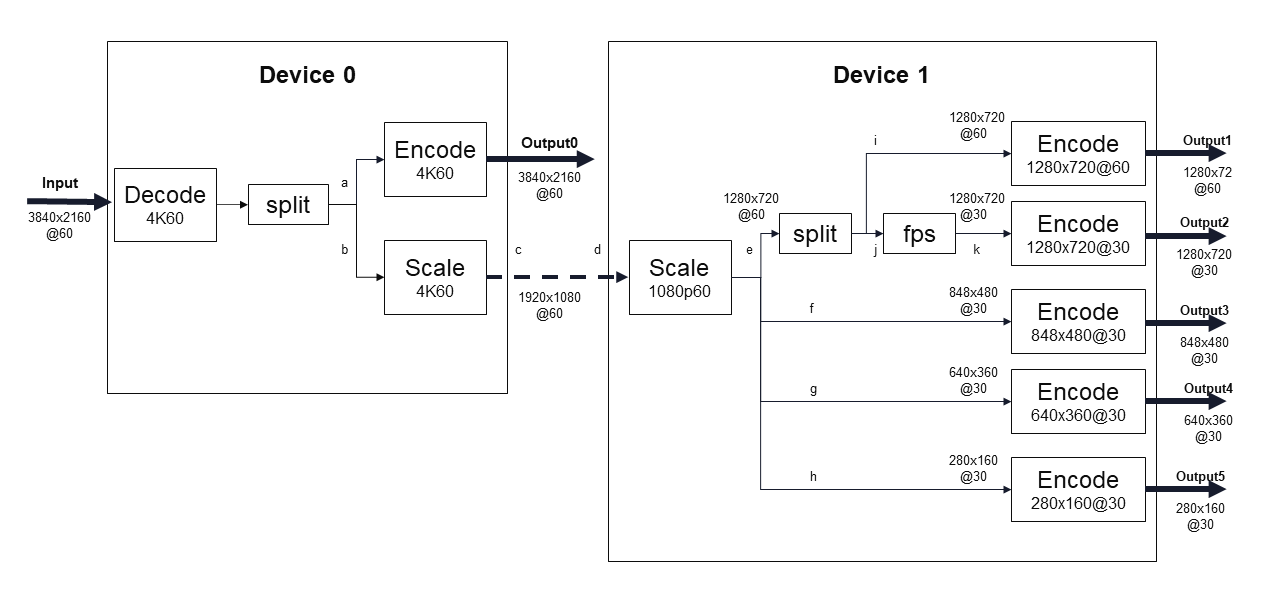 Device 0
Device 1
Input
3840x2160
@60
Decode
4K60
split
a
b
Encode
4K60
Output0
3840x2160
@60
Scale
4K60
c
d
1920x1080
@60
Scale
1080p60
e
1280x720
@60
split
i
j
fps
k
1280x720
@60
Encode
1280x720@60
Output1
1280x72
@60
1280x720
@30
Encode
1280x720@30
Output2
1280x720
@30
f
848x480
@30
Encode
848x480@30
Output3
848x480
@30
g
640x360
@30
Encode
640x360@30
Output4
640x360
@30
h
280x160
@30
Encode
280x160@30
Output5
280x160
@30